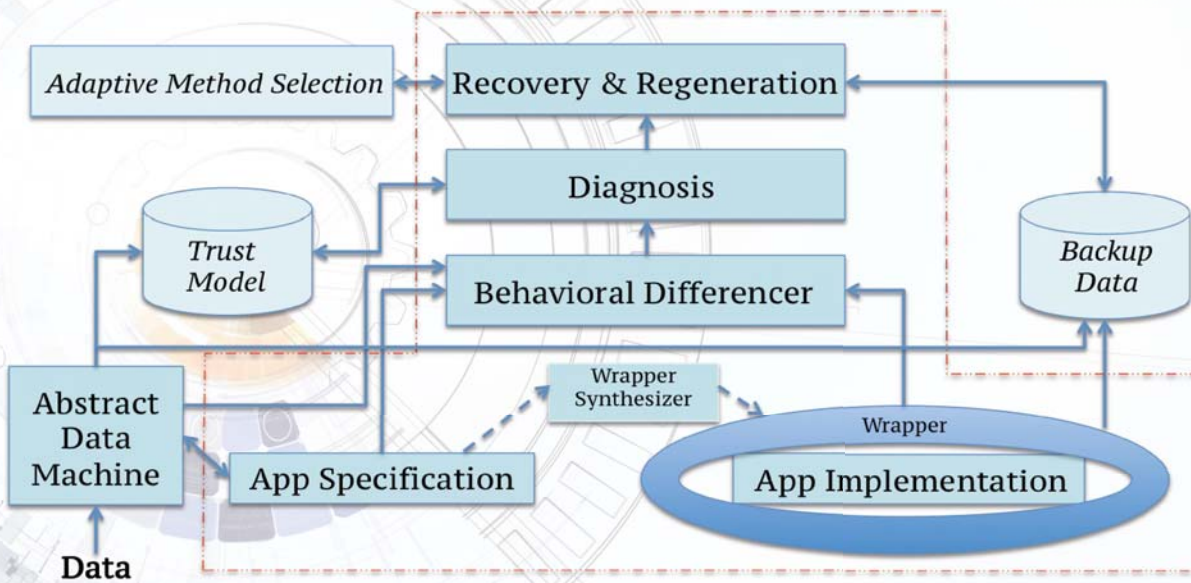 Adaptive Method Selection
Recovery & Regeneration
Diagnosis
Trust
Model
Behavioral Differencer
Backup
Data
Wrapper
Synthesizer
Abstract
Data
Machine
Wrapper
App Specification
App Implementation
Data